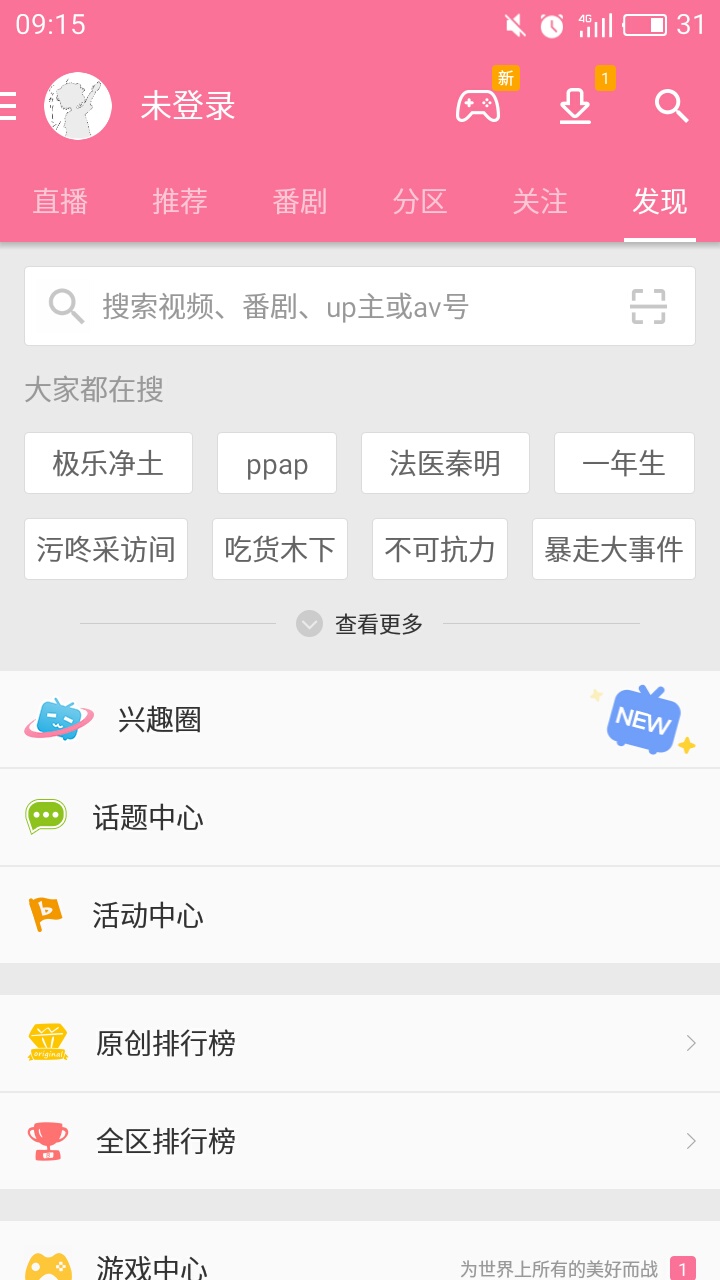 09:15 4G 31
新 1
未登录
直播 推荐 番剧 分区 关注 发现
搜索视频、番剧、up主或av号
大家都在搜
极乐净土 ppap 法医秦明 一年生
污咚采访间 吃货木下 不可抗力 暴走大事件
查看更多
兴趣圈 NEW
话题中心
活动中心
Original 原创排行榜
全区排行榜
游戏中心 为世界上所有的美好而战 1